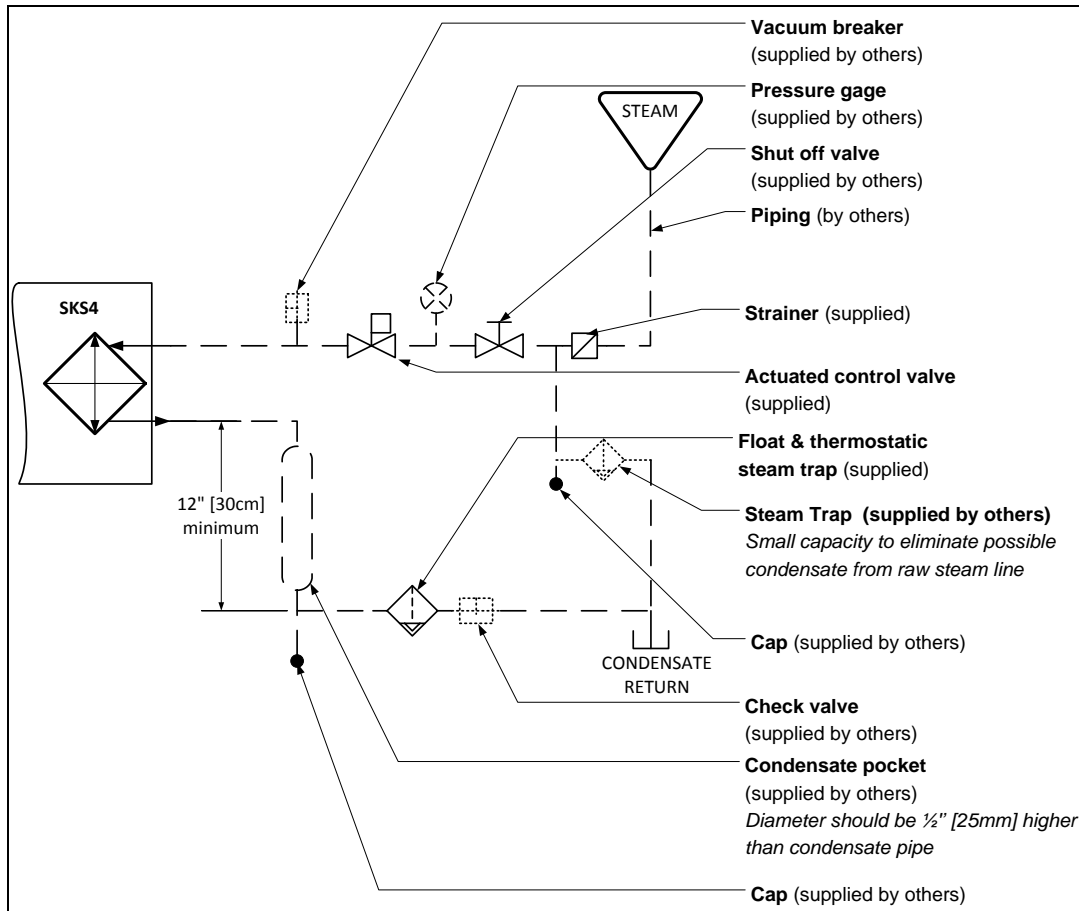 Vacuum breaker
(supplied by others)
Pressure gage
(supplied by others)
STEAM
Shut off valve
(supplied by others)
Piping (by others)
SKS4
Strainer (supplied)
Actuated control valve
(supplied)
Float & thermostatic
steam trap (supplied)
12" [30cm]
minimum
Steam Trap (supplied by others)
Small capacity to eliminate possible
condensate from raw steam line
Cap (supplied by others)
CONDENSATE
RETURN
Check valve
(supplied by others)
Condensate pocket
(supplied by others)
Diameter should be ½" [25mm] higher
than condensate pipe
Cap (supplied by others)